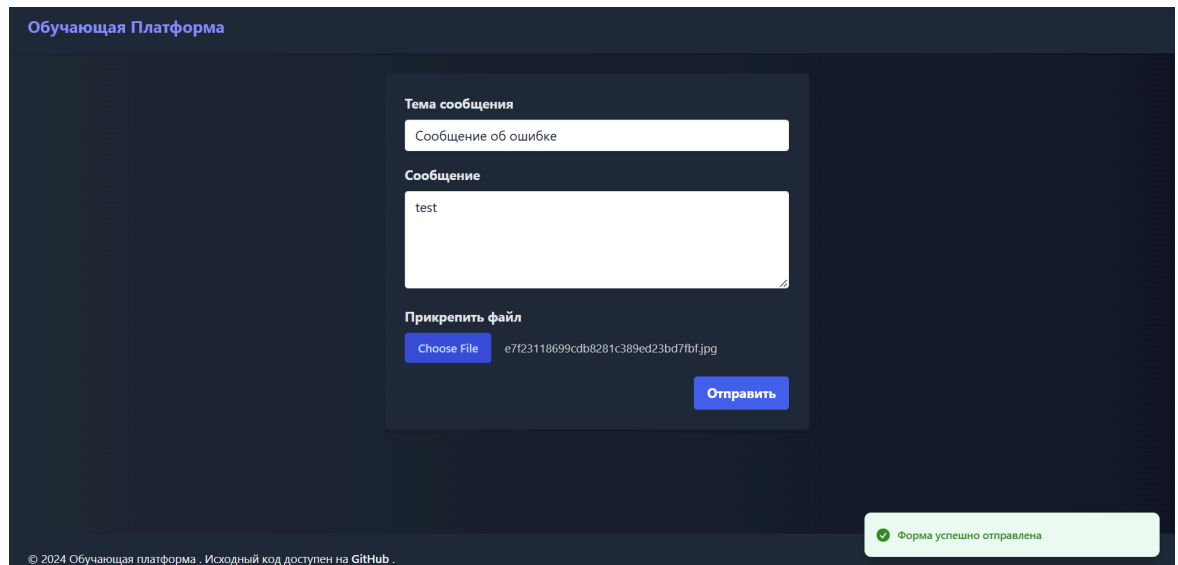 Обучающая Платформа
Тема сообщения
Сообщение об ошибке
Сообщение
test
Прикрепить файл
Choose File e7f23118699cdb8281c389ed23bd7fbf.jpg
Отправить
Форма успешно отправлена
© 2024 Обучающая платформа . Исходный код доступен на GitHub .